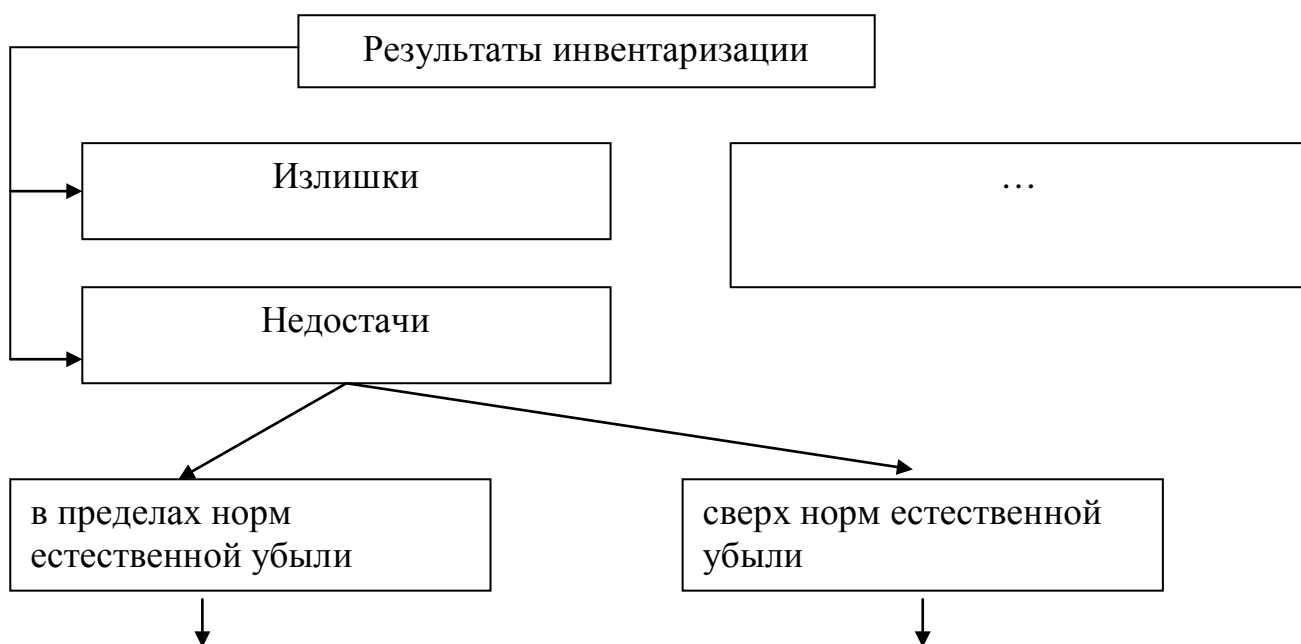 Результаты инвентаризации
Излишки
…
Недостачи
в пределах норм
естественной убыли
сверх норм естественной
убыли